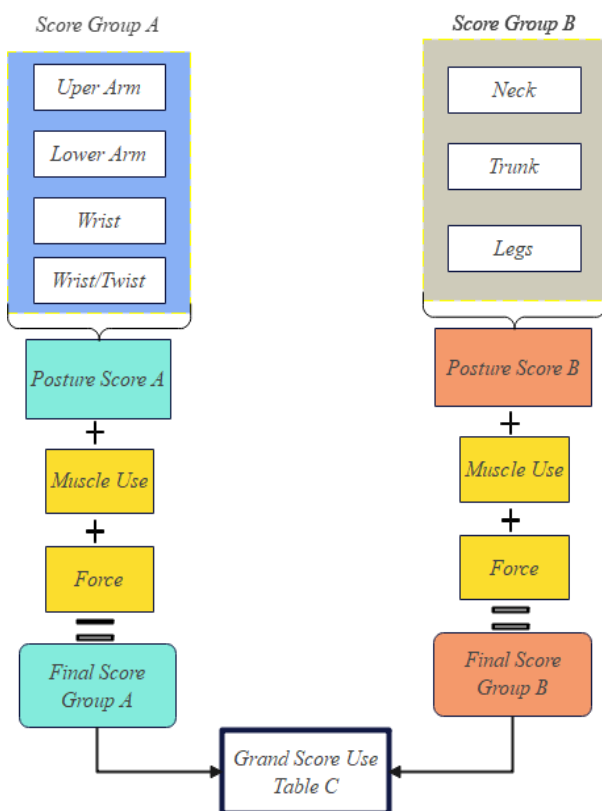 Score Group A
Uper Arm
Lower Arm
Wrist
Wrist/Twist
Posture Score A
+
Muscle Use
+
Force
=
Final Score
Group A
Score Group B
Neck
Trunk
Legs
Posture Score B
+
Muscle Use
+
Force
=
Final Score
Group B
Grand Score Use
Table C